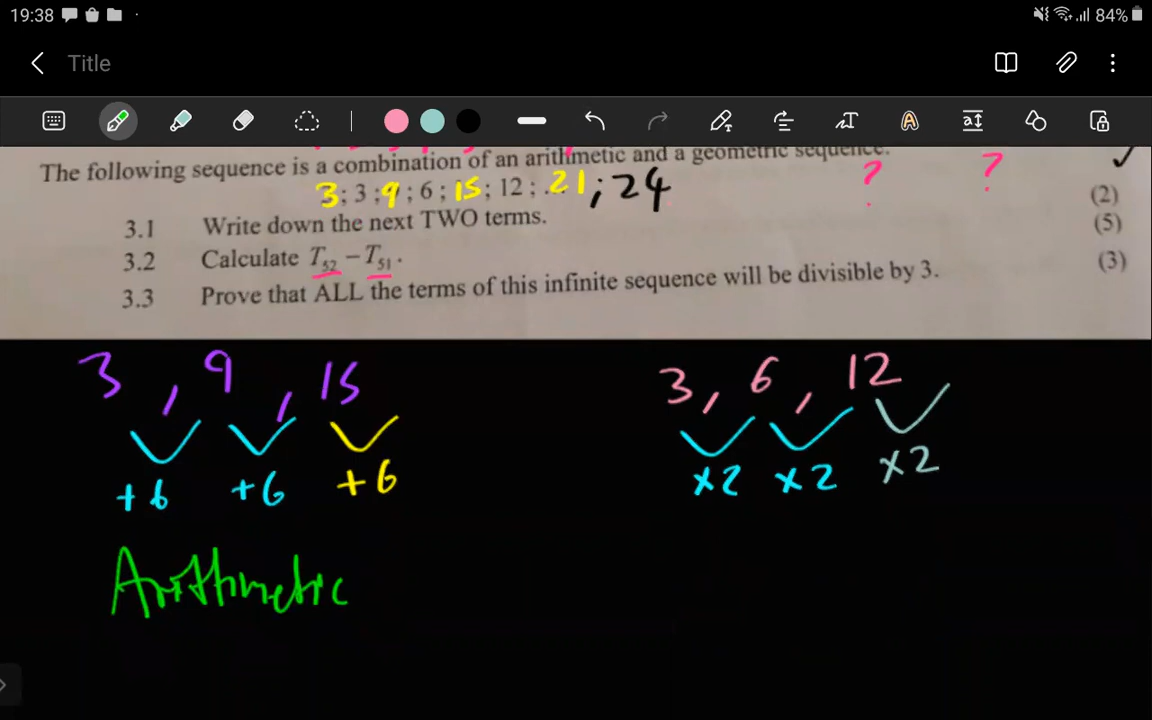 19:38 84%
Title
The following sequence is a combination of an arithmetic and a geometric sequence.
3; 3; 9; 6; 15; 12; ... 21; 24
? ?
3.1 Write down the next TWO terms. (2)
3.2 Calculate T52 − T51. (5)
3.3 Prove that ALL the terms of this infinite sequence will be divisible by 3. (3)
3, 9, 15
+6 +6 +6
Arithmetic
3, 6, 12
×2 ×2 ×2